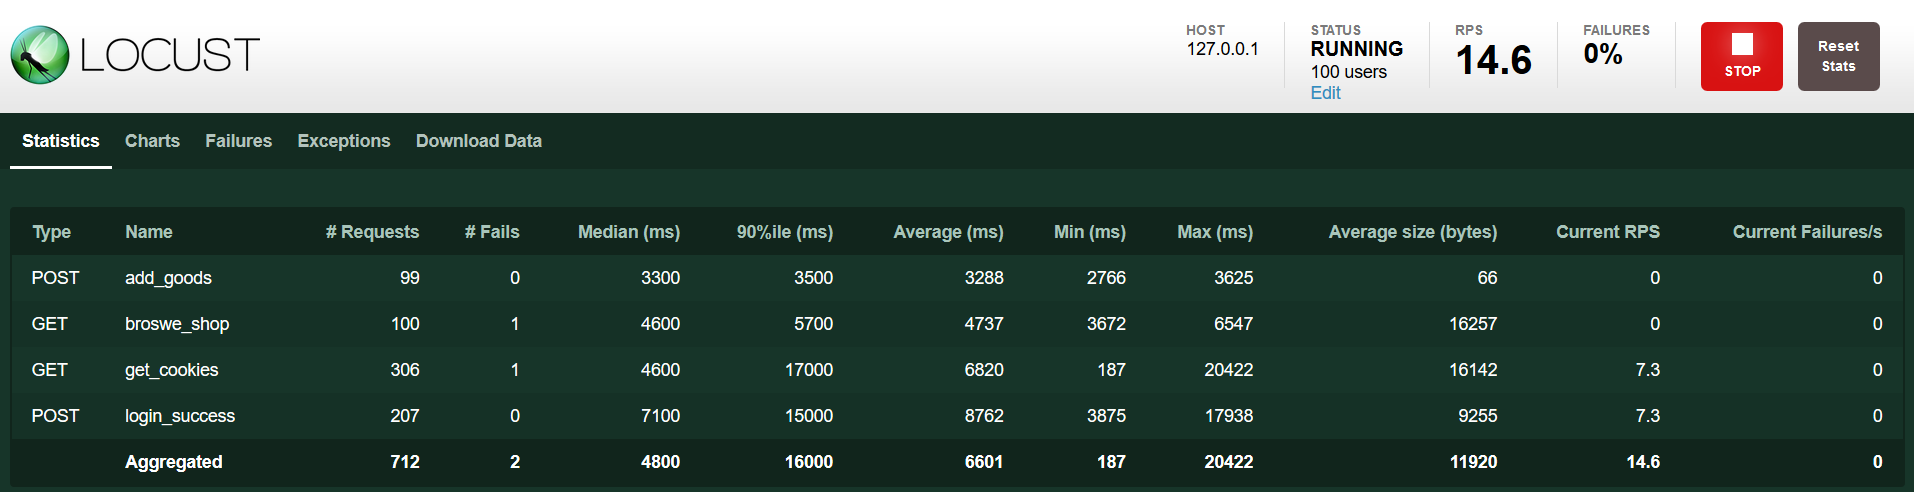 LOCUST
HOST
127.0.0.1
STATUS
RUNNING
100 users
Edit
RPS
14.6
FAILURES
0%
STOP
Reset
Stats
Statistics Charts Failures Exceptions Download Data
Type Name # Requests # Fails Median (ms) 90%ile (ms) Average (ms) Min (ms) Max (ms) Average size (bytes) Current RPS Current Failures/s
POST add_goods 99 0 3300 3500 3288 2766 3625 66 0 0
GET broswe_shop 100 1 4600 5700 4737 3672 6547 16257 0 0
GET get_cookies 306 1 4600 17000 6820 187 20422 16142 7.3 0
POST login_success 207 0 7100 15000 8762 3875 17938 9255 7.3 0
Aggregated 712 2 4800 16000 6601 187 20422 11920 14.6 0